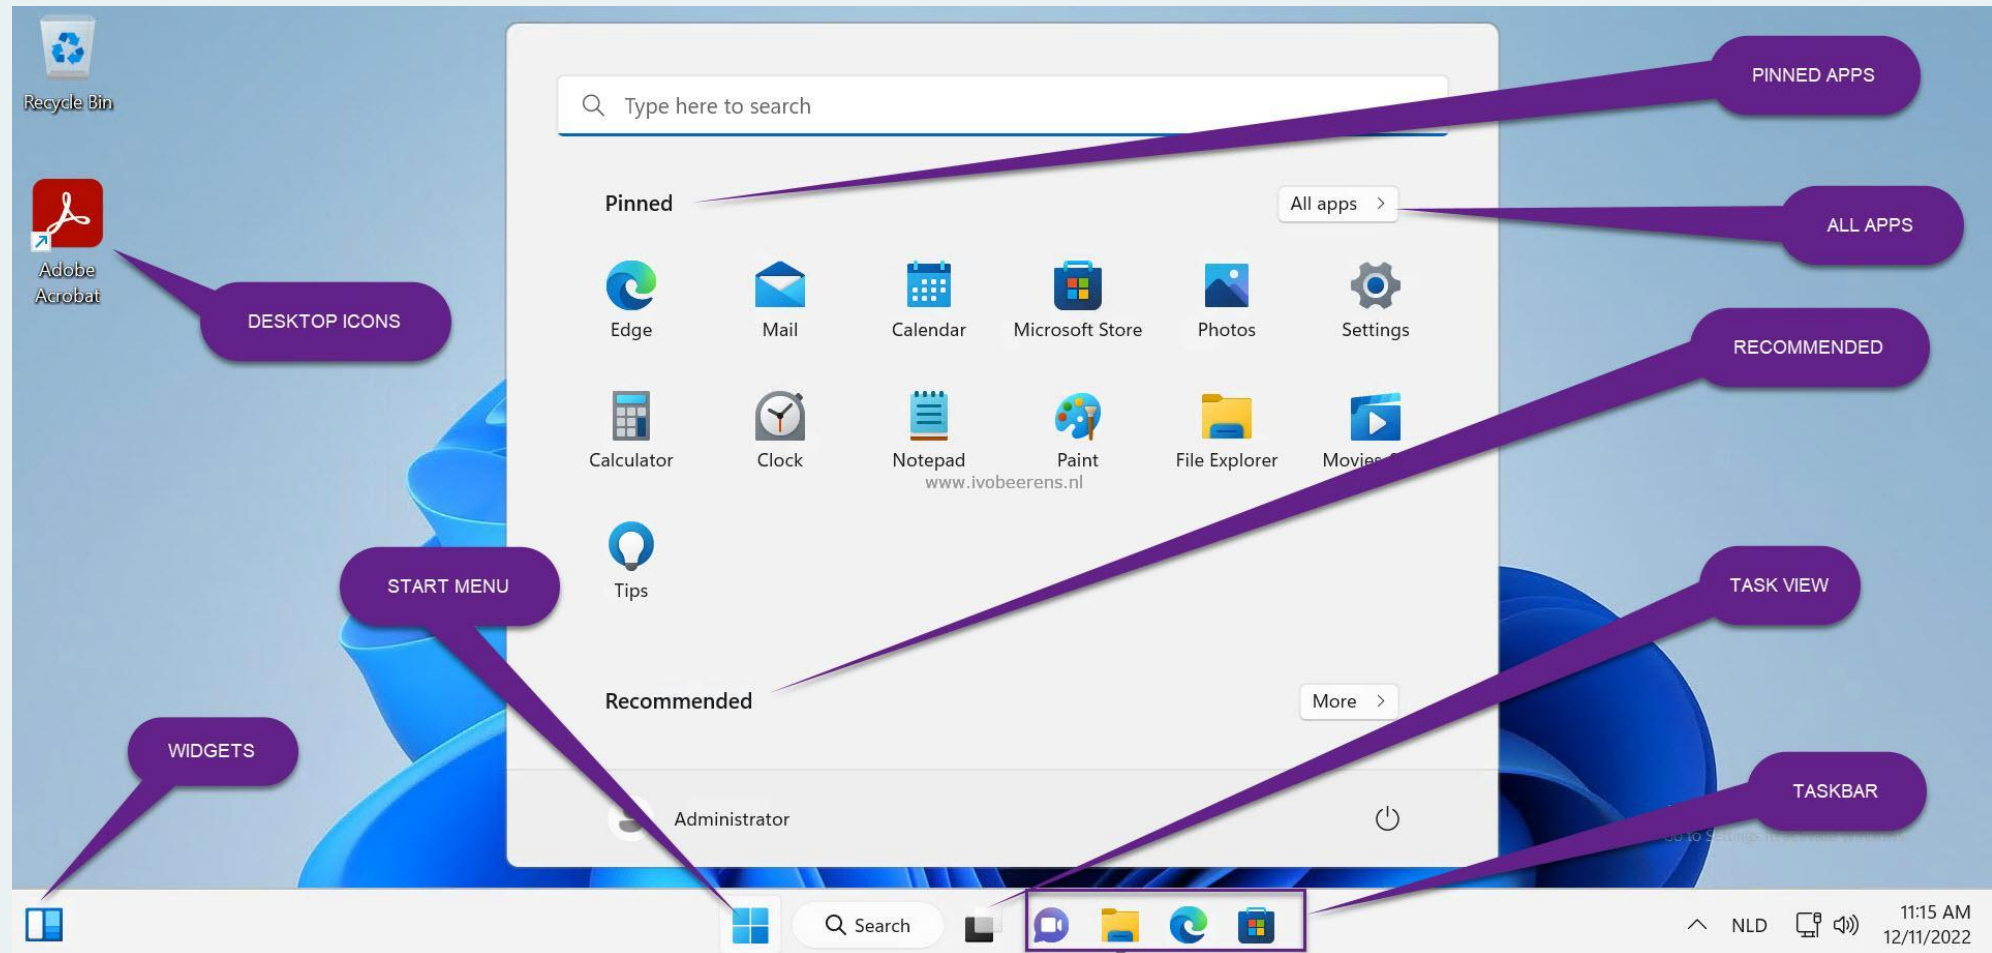 Recycle Bin
Adobe
Acrobat
DESKTOP ICONS
Type here to search
PINNED APPS
Pinned
All apps
ALL APPS
Edge
Mail
Calendar
Microsoft Store
Photos
Settings
RECOMMENDED
Calculator
Clock
Notepad
Paint
File Explorer
Movies
www.ivobeerens.nl
Tips
START MENU
TASK VIEW
Recommended
More
WIDGETS
TASKBAR
Administrator
Search
NLD
11:15 AM
12/11/2022